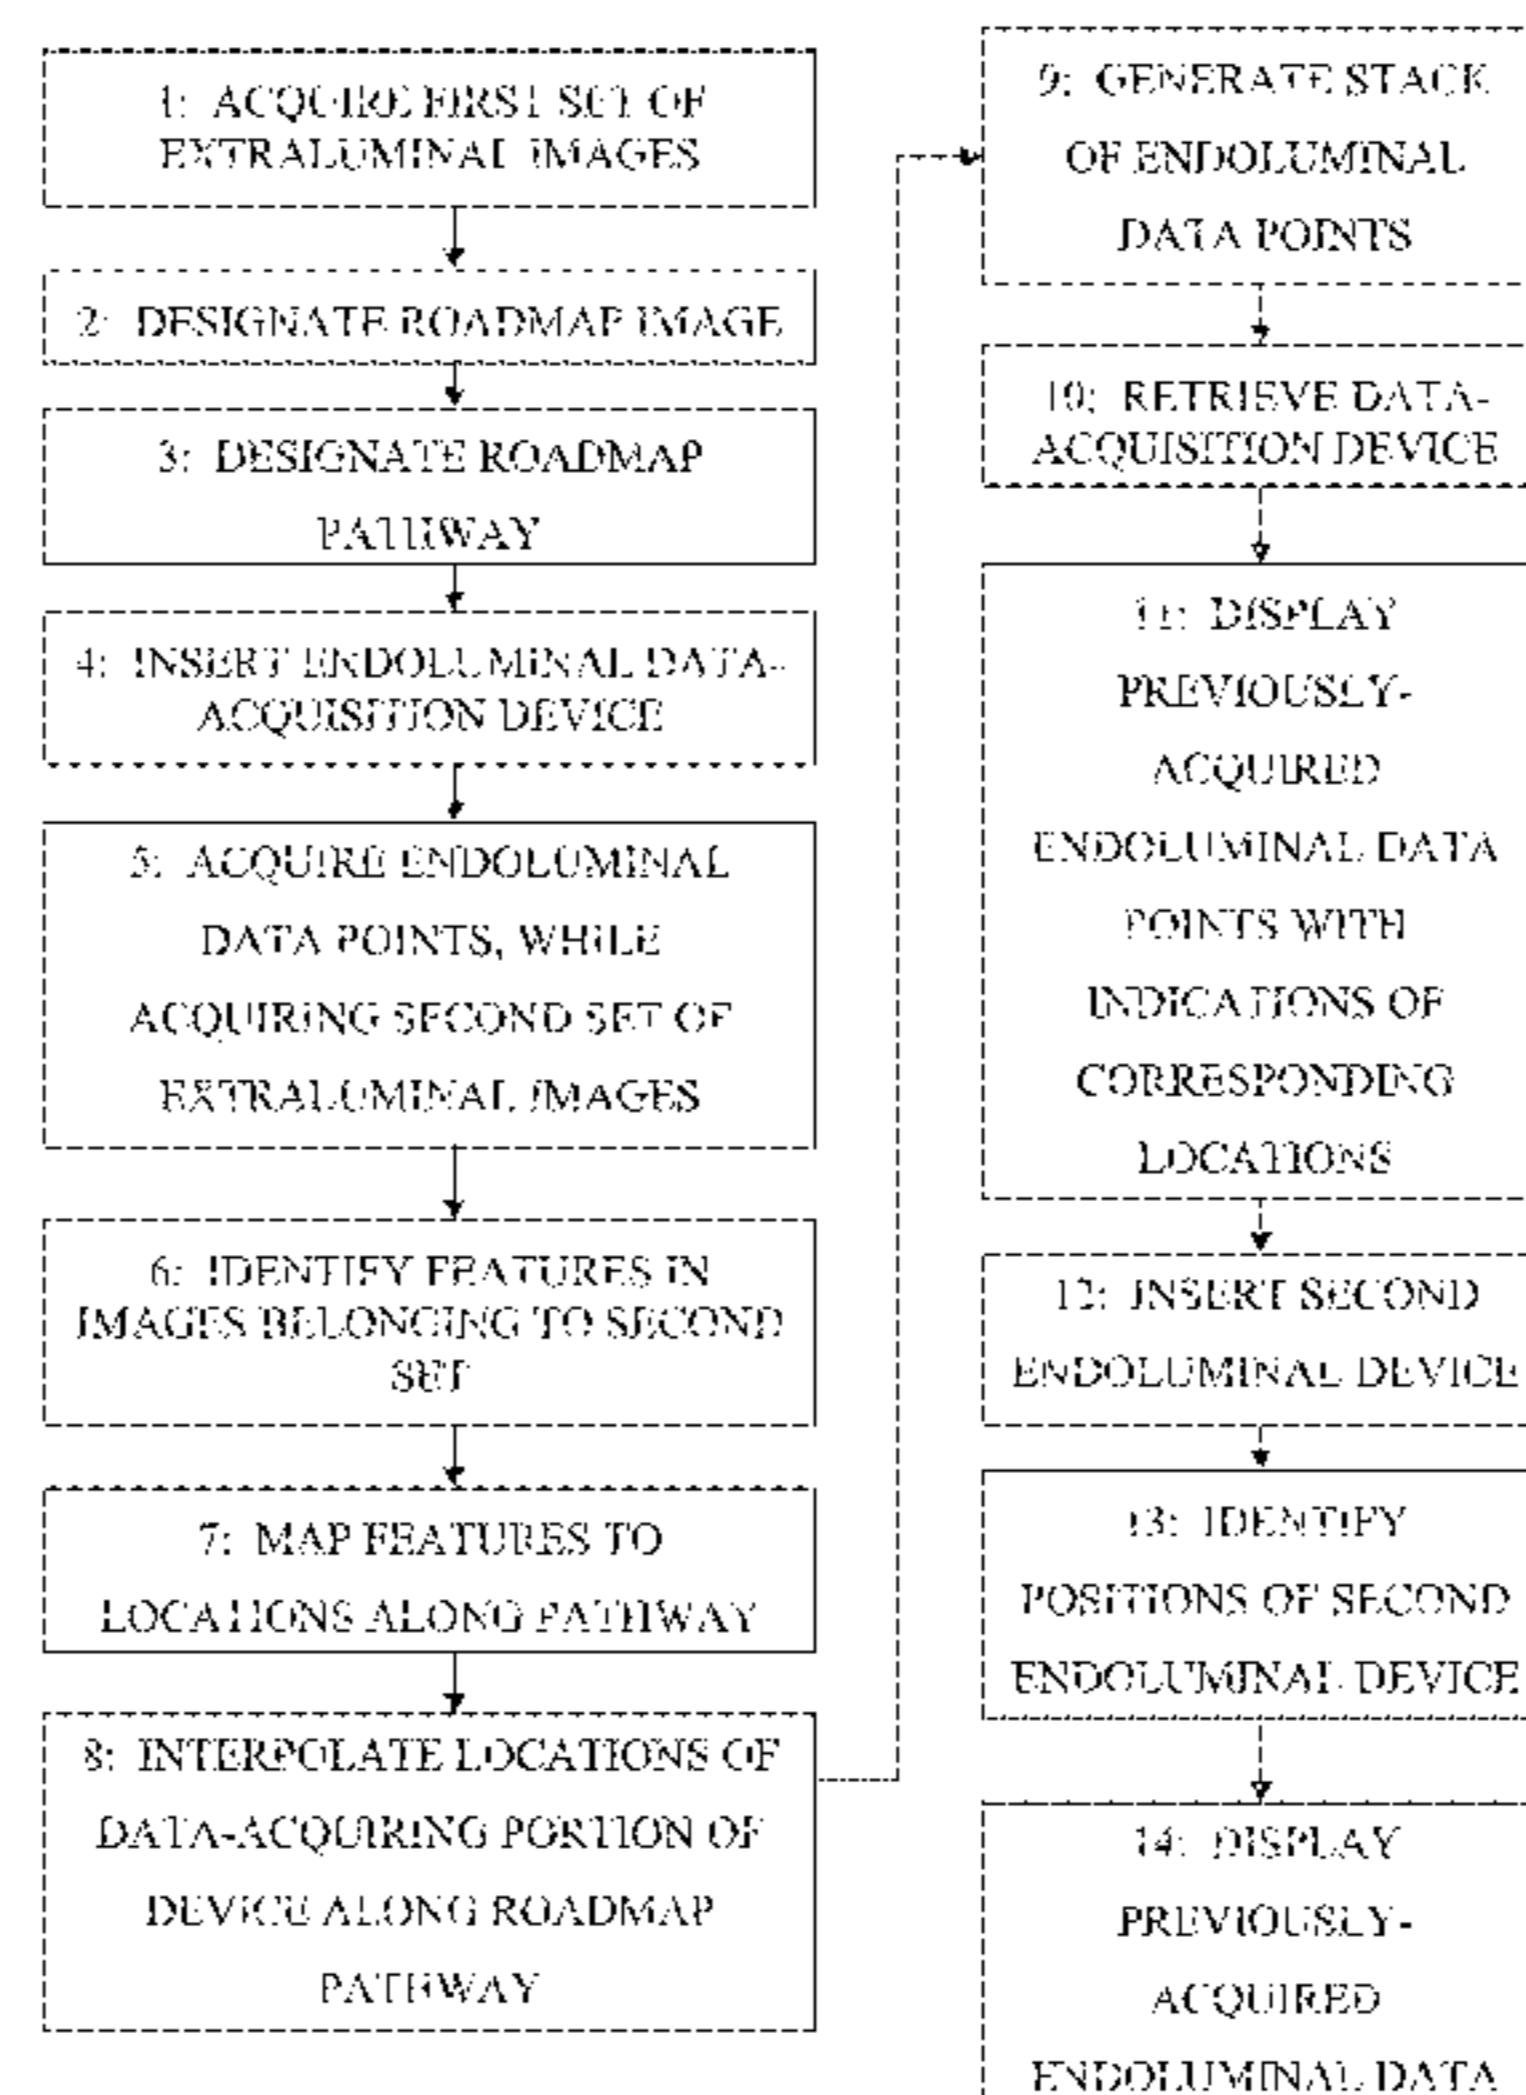 1: ACQUIRE FIRST SET OF
EXTRALUMINAL IMAGES
2: DESIGNATE ROADMAP IMAGE
3: DESIGNATE ROADMAP
PATHWAY
4: INSERT ENDOLUMINAL DATA-
ACQUISITION DEVICE
5: ACQUIRE ENDOLUMINAL
DATA POINTS, WHILE
ACQUIRING SECOND SET OF
EXTRALUMINAL IMAGES
6: IDENTIFY FEATURES IN
IMAGES BELONGING TO SECOND
SET
7: MAP FEATURES TO
LOCATIONS ALONG PATHWAY
8: INTERPOLATE LOCATIONS OF
DATA-ACQUIRING PORTION OF
DEVICE ALONG ROADMAP
PATHWAY
9: GENERATE STACK
OF ENDOLUMINAL
DATA POINTS
10: RETRIEVE DATA-
ACQUISITION DEVICE
11: DISPLAY
PREVIOUSLY-
ACQUIRED
ENDOLUMINAL DATA
POINTS WITH
INDICATIONS OF
CORRESPONDING
LOCATIONS
12: INSERT SECOND
ENDOLUMINAL DEVICE
13: IDENTIFY
POSITIONS OF SECOND
ENDOLUMINAL DEVICE
14: DISPLAY
PREVIOUSLY-
ACQUIRED
ENDOLUMINAL DATA